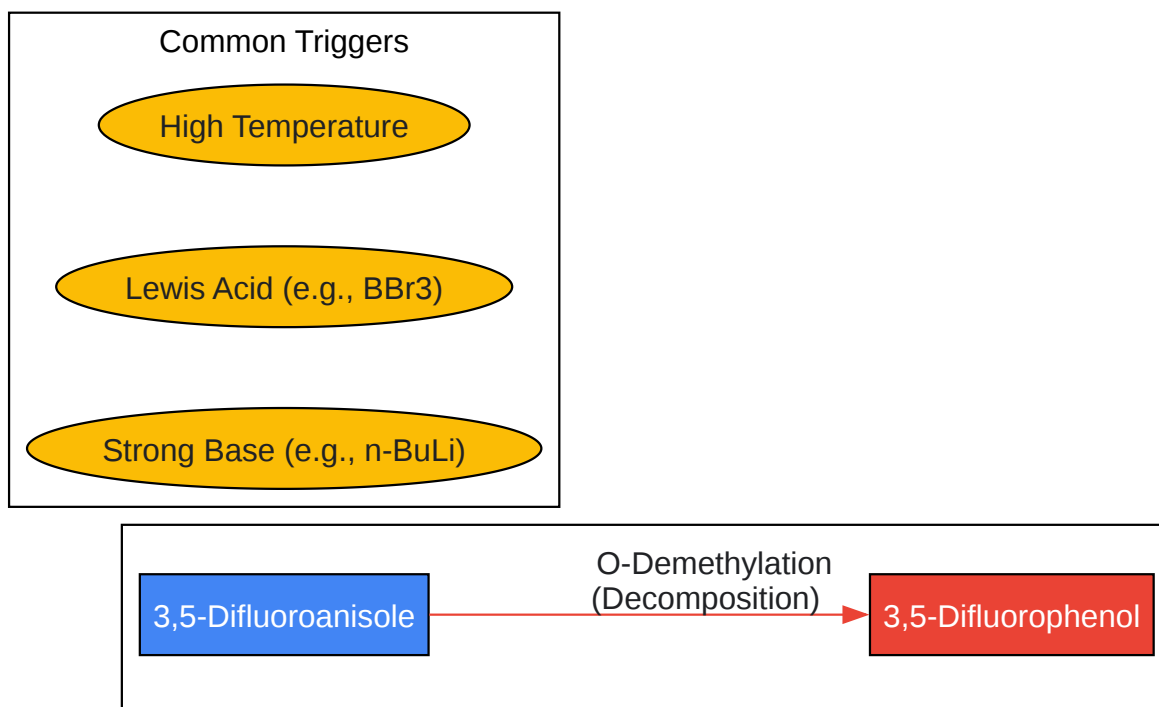 Common Triggers
High Temperature
Lewis Acid (e.g., BBr3)
Strong Base (e.g., n-BuLi)
3,5-Difluoroanisole
O-Demethylation
(Decomposition)
3,5-Difluorophenol